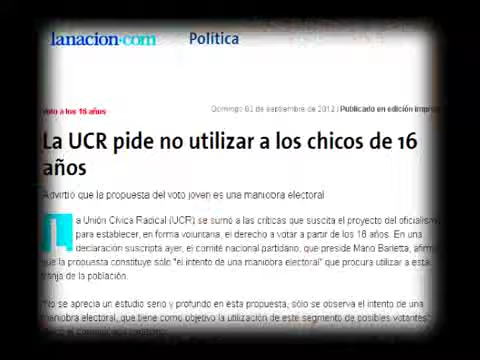 lanacion.com Política
Voto a los 16 años
Domingo 02 de septiembre de 2012 | Publicado en edición impres
La UCR pide no utilizar a los chicos de 16
años
Advirtió que la propuesta del voto joven es una maniobra electoral
La Unión Cívica Radical (UCR) se sumó a las críticas que suscita el proyecto del oficialism
para establecer, en forma voluntaria, el derecho a votar a partir de los 16 años. En una
declaración suscripta ayer, el comité nacional partidario, que preside Mario Barletta, afirm
que la propuesta constituye sólo "el intento de una maniobra electoral" que procura utilizar a esta
franja de la población.
"No se aprecia un estudio serio y profundo en esta propuesta, sólo se observa el intento de una
maniobra electoral, que tiene como objetivo la utilización de este segmento de posibles votantes"